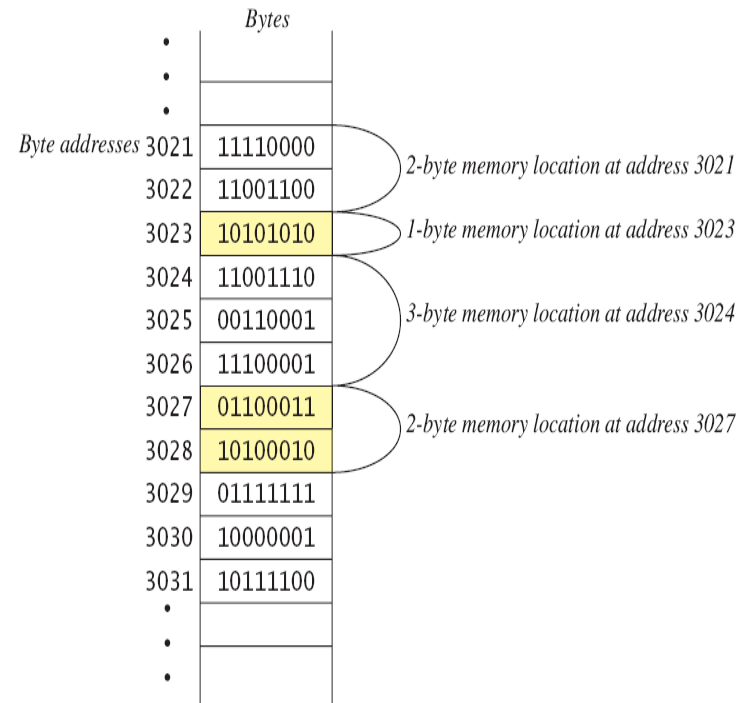 Bytes
Byte addresses 3021 11110000
2-byte memory location at address 3021
3022 11001100
3023 10101010
1-byte memory location at address 3023
3024 11001110
3025 00110001
3-byte memory location at address 3024
3026 11100001
3027 01100011
2-byte memory location at address 3027
3028 10100010
3029 01111111
3030 10000001
3031 10111100